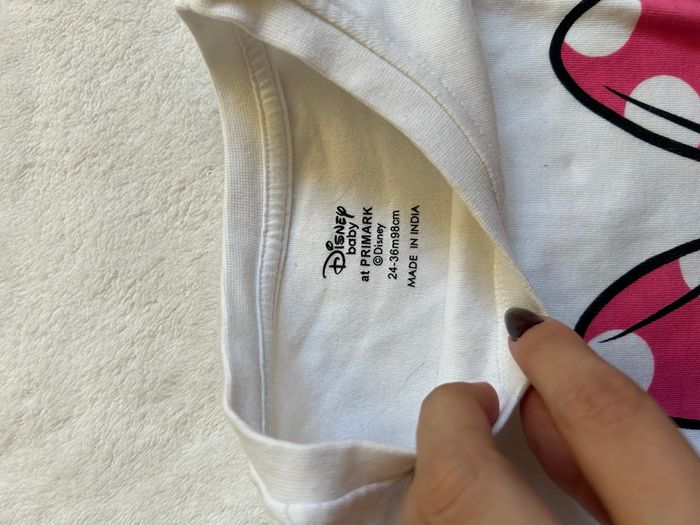 DISNEY
baby
at PRIMARK
©Disney
24-36m98cm
MADE IN INDIA